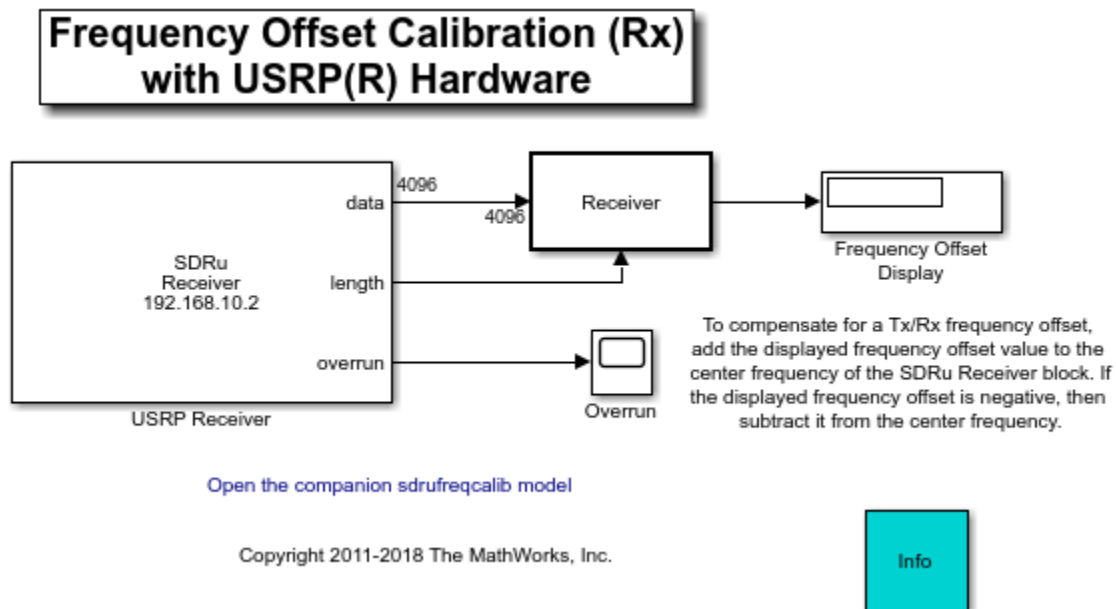 Frequency Offset Calibration (Rx)
with USRP(R) Hardware
data
4096
4096
Receiver
SDRu
Receiver
192.168.10.2
length
overrun
USRP Receiver
Overrun
Frequency Offset
Display
To compensate for a Tx/Rx frequency offset,
add the displayed frequency offset value to the
center frequency of the SDRu Receiver block. If
the displayed frequency offset is negative, then
subtract it from the center frequency.
Open the companion sdrufreqcalib model
Copyright 2011-2018 The MathWorks, Inc.
Info